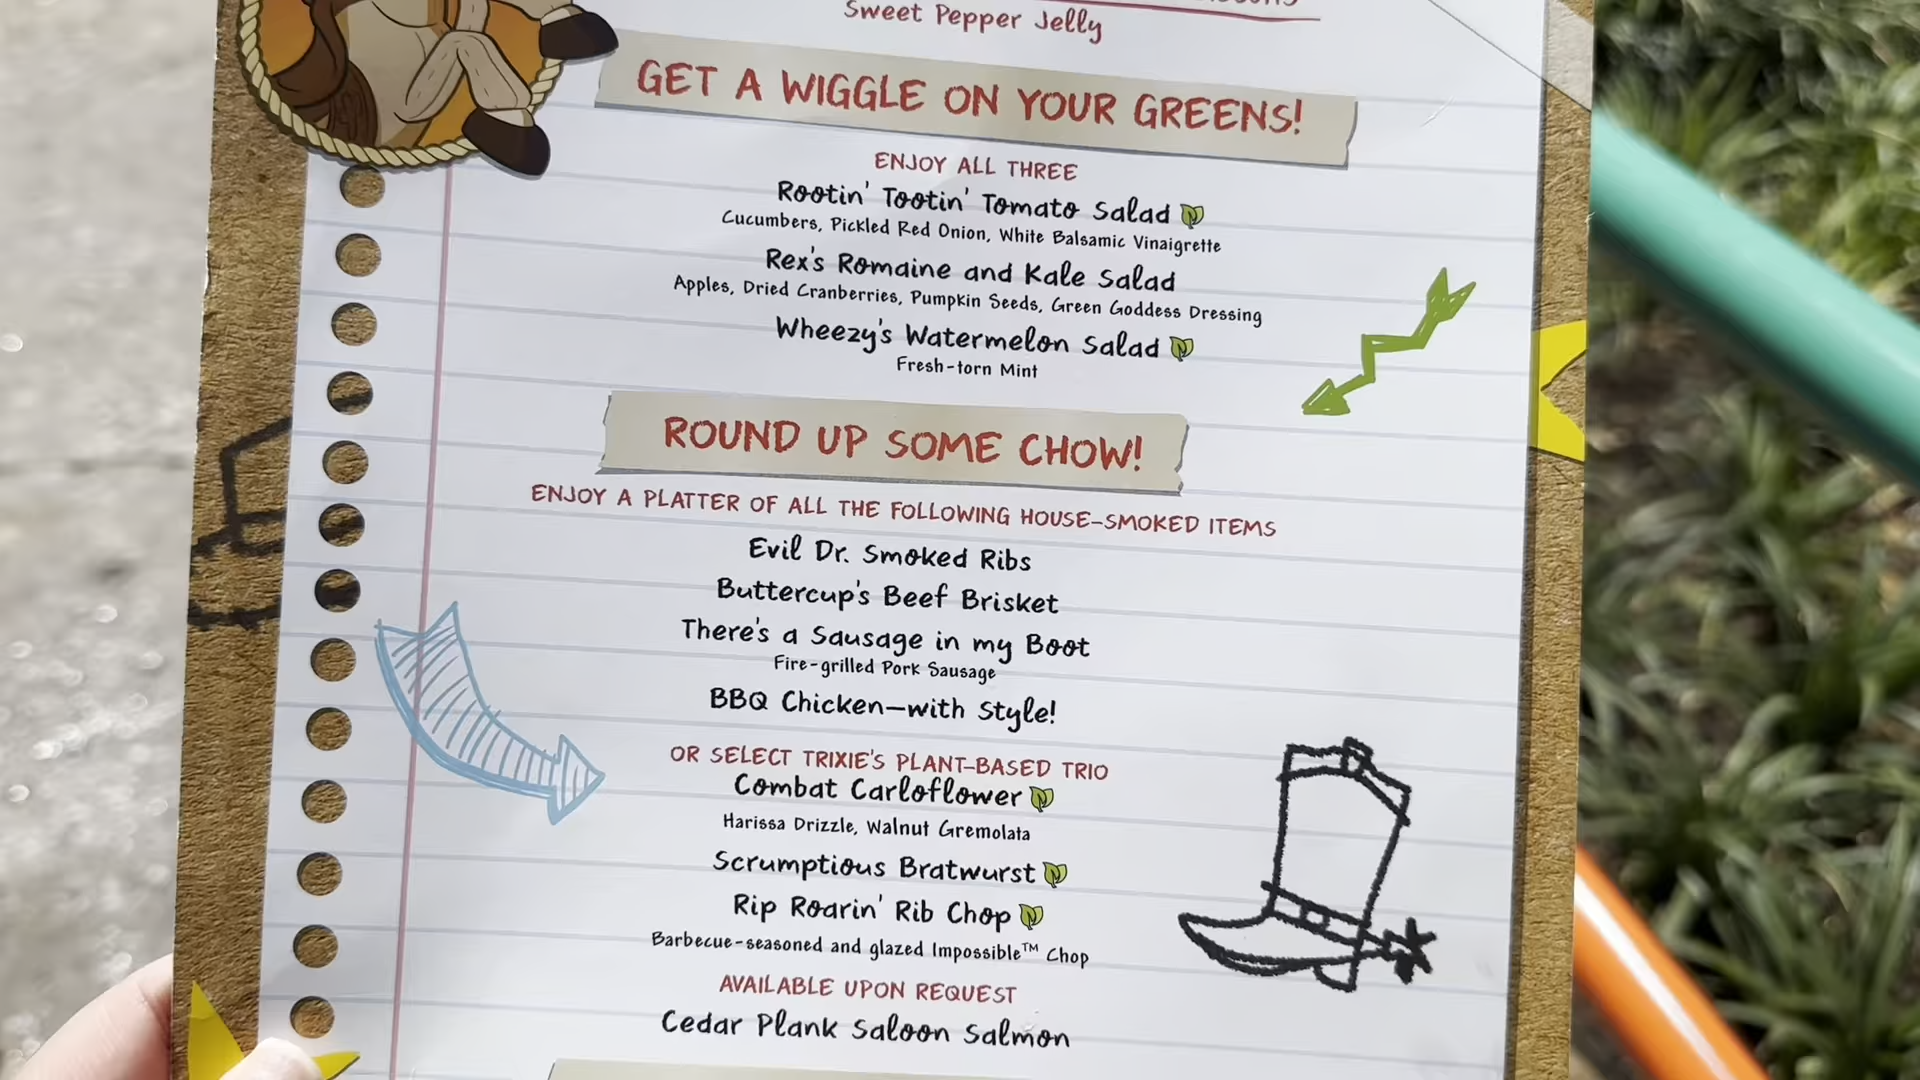 Sweet Pepper Jelly
GET A WIGGLE ON YOUR GREENS!
ENJOY ALL THREE
Rootin' Tootin' Tomato Salad
Cucumbers, Pickled Red Onion, White Balsamic Vinaigrette
Rex's Romaine and Kale Salad
Apples, Dried Cranberries, Pumpkin Seeds, Green Goddess Dressing
Wheezy's Watermelon Salad
Fresh-torn Mint
ROUND UP SOME CHOW!
ENJOY A PLATTER OF ALL THE FOLLOWING HOUSE-SMOKED ITEMS
Evil Dr. Smoked Ribs
Buttercup's Beef Brisket
There's a Sausage in my Boot
Fire-grilled Pork Sausage
BBQ Chicken—with Style!
OR SELECT TRIXIE'S PLANT-BASED TRIO
Combat Carloflower
Harissa Drizzle, Walnut Gremolata
Scrumptious Bratwurst
Rip Roarin' Rib Chop
Barbecue-seasoned and glazed Impossible™ Chop
AVAILABLE UPON REQUEST
Cedar Plank Saloon Salmon